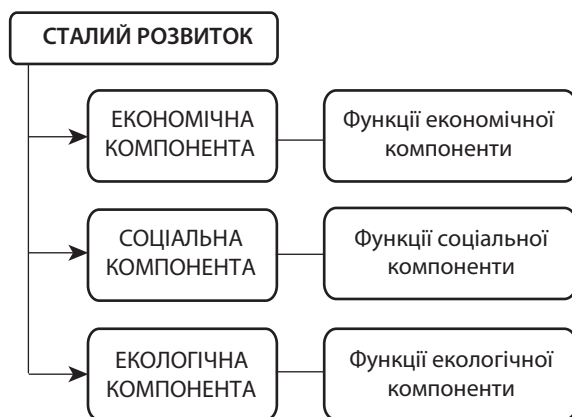 СТАЛИЙ РОЗВИТОК
ЕКОНОМІЧНА
КОМПОНЕНТА
Функції економічної
компоненти
СОЦІАЛЬНА
КОМПОНЕНТА
Функції соціальної
компоненти
ЕКОЛОГІЧНА
КОМПОНЕНТА
Функції екологічної
компоненти